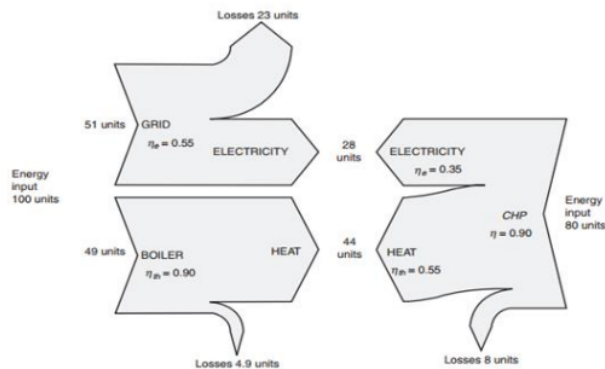 Losses 23 units
51 units
GRID
ηe = 0.55
ELECTRICITY
28
units
ELECTRICITY
ηe = 0.35
Energy
input
100 units
CHP
η = 0.90
Energy
input
80 units
49 units
BOILER
ηth = 0.90
HEAT
44
units
HEAT
ηth = 0.55
Losses 4.9 units
Losses 8 units